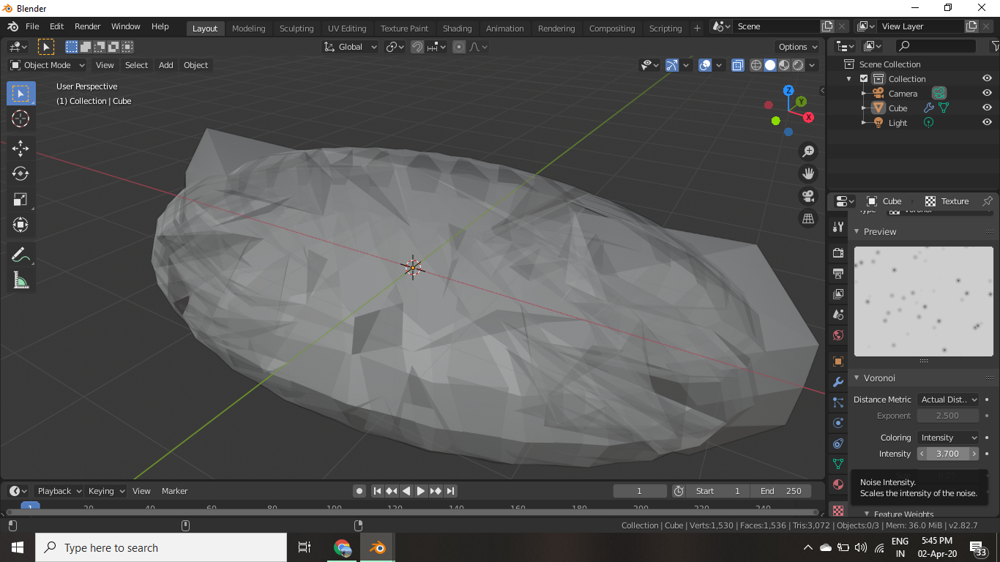 Blender
File Edit Render Window Help Layout Modeling Sculpting UV Editing Texture Paint Shading Animation Rendering Compositing Scripting + Scene View Layer
Global Options
Object Mode View Select Add Object
User Perspective
(1) Collection | Cube
Z
Y
X
Scene Collection
Collection
Camera
Cube
Light
Cube Texture
Type Voronoi
Preview
Voronoi
Distance Metric Actual Dist..
Exponent 2.500
Coloring Intensity
Intensity 3.700
Noise Intensity.
Scales the intensity of the noise.
Feature Weights
Playback Keying View Marker 1 Start 1 End 250
1 20 40 60 80 100 120 140 160 180 200 220 240
Collection | Cube | Verts:1,530 | Faces:1,536 | Tris:3,072 | Objects:0/3 | Mem: 36.0 MiB | v2.82.7
Type here to search
ENG
IN
5:45 PM
02-Apr-20
33